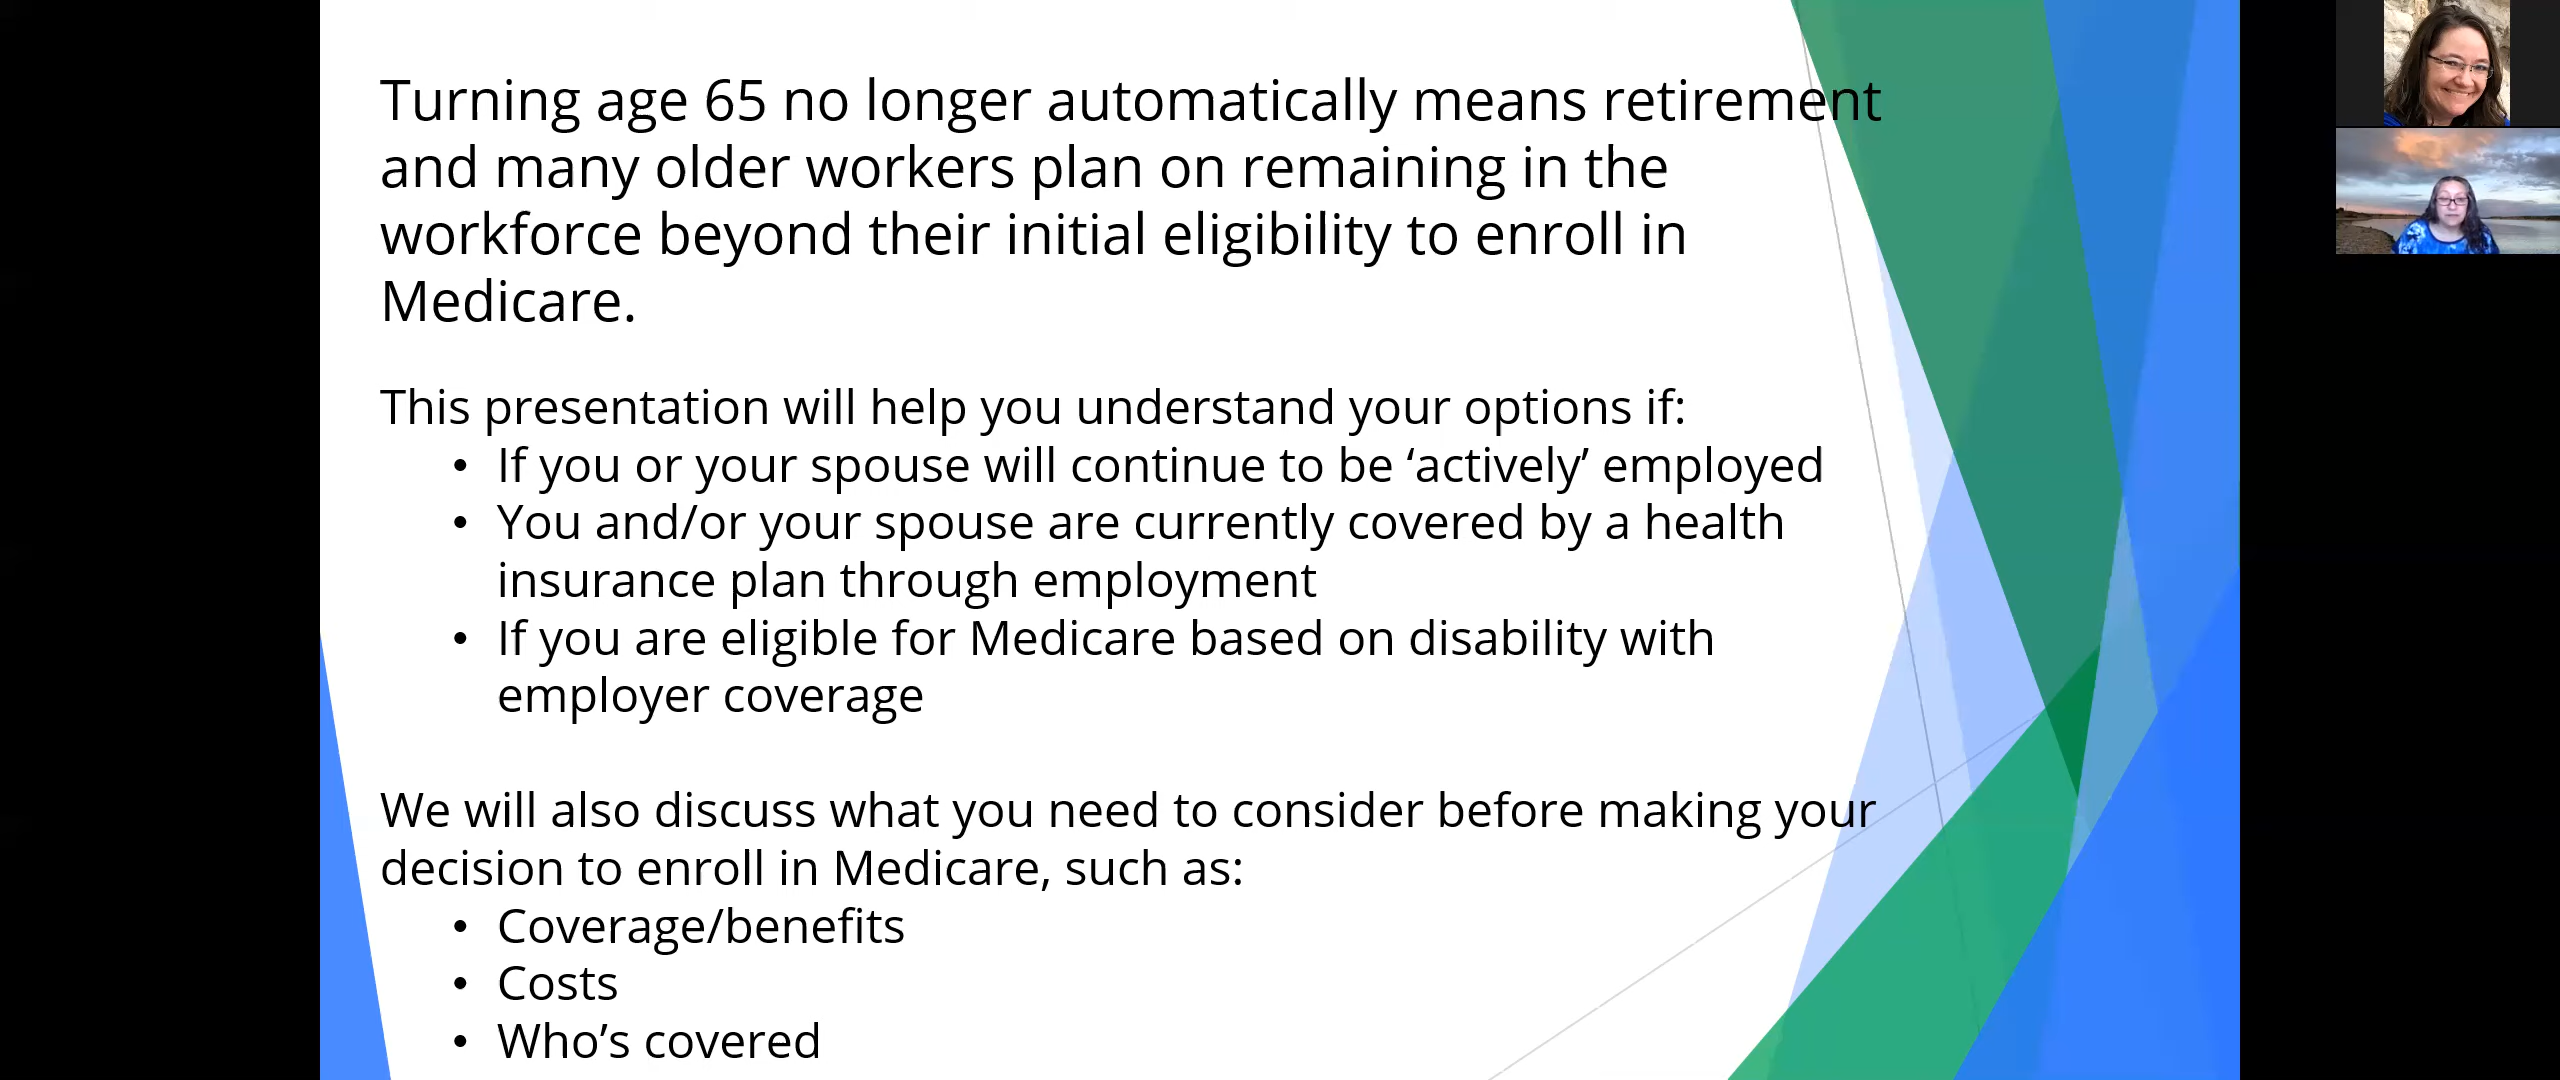 Turning age 65 no longer automatically means retirement
and many older workers plan on remaining in the
workforce beyond their initial eligibility to enroll in
Medicare.
This presentation will help you understand your options if:
• If you or your spouse will continue to be ‘actively’ employed
• You and/or your spouse are currently covered by a health
insurance plan through employment
• If you are eligible for Medicare based on disability with
employer coverage
We will also discuss what you need to consider before making your
decision to enroll in Medicare, such as:
• Coverage/benefits
• Costs
• Who’s covered